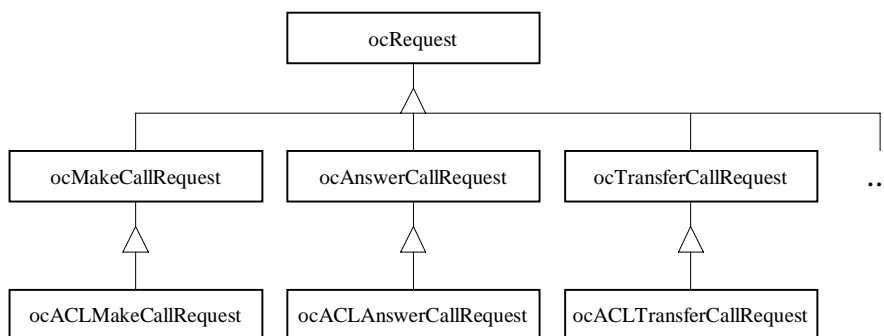 ocRequest
ocMakeCallRequest
ocAnswerCallRequest
ocTransferCallRequest
...
ocACLMakeCallRequest
ocACLAnswerCallRequest
ocACLTransferCallRequest